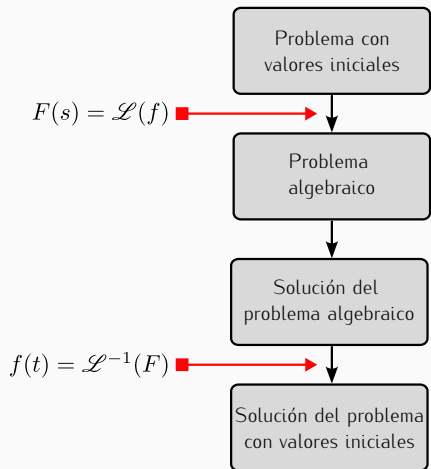 Problema con
valores iniciales
F(s) = ℒ(f)
Problema
algebraico
Solución del
problema algebraico
f(t) = ℒ⁻¹(F)
Solución del problema
con valores iniciales